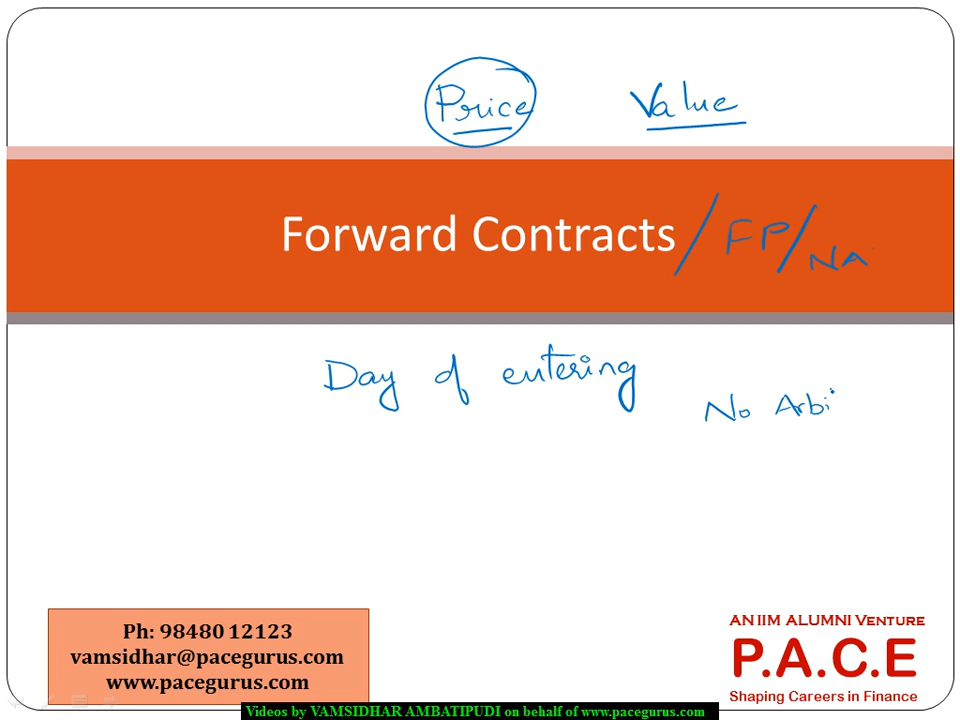 Price Value
Forward Contracts / FP / NA
Day of entering
No Arbi
Ph: 98480 12123
vamsidhar@pacegurus.com
www.pacegurus.com
AN IIM ALUMNI VENTURE
P.A.C.E
Shaping Careers in Finance
Videos by VAMSIDHAR AMBATIPUDI on behalf of www.pacegurus.com